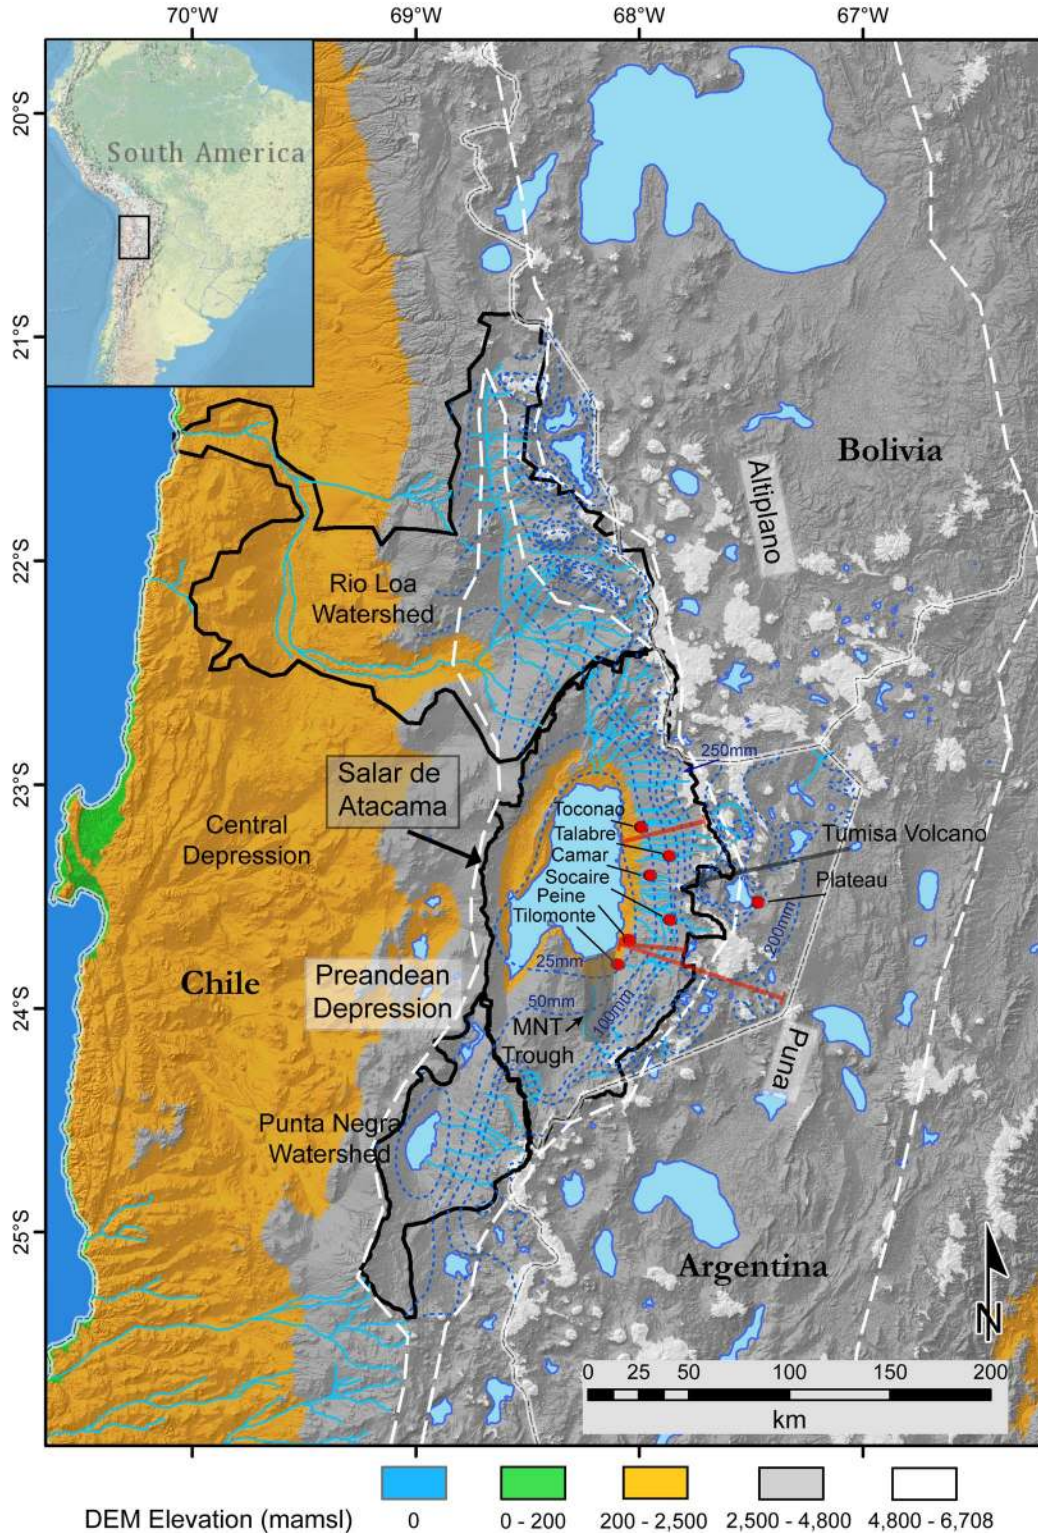 70°W
69°W
68°W
67°W
20°S
21°S
22°S
23°S
24°S
25°S
South America
Bolivia
Altiplano
Rio Loa
Watershed
250mm
Salar de
Atacama
Toconao
Talabre
Camar
Socaire
Peine
Tilomonte
Tumisa Volcano
Plateau
200mm
Central
Depression
25mm
50mm
100mm
Preandean
Depression
Chile
MNT
Trough
Puna
Punta Negra
Watershed
Argentina
N
0 25 50 100 150 200
km
DEM Elevation (mamsl)
0
0 - 200
200 - 2,500
2,500 - 4,800
4,800 - 6,708